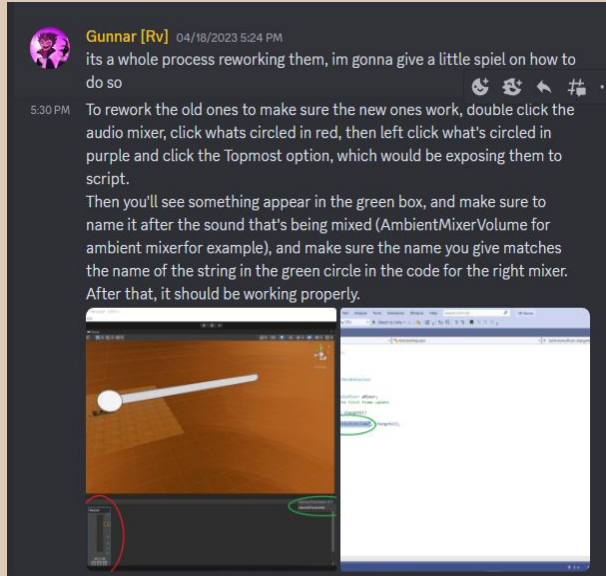 Gunnar [Rv] 04/18/2023 5:24 PM
its a whole process reworking them, im gonna give a little spiel on how to
do so
5:30 PM To rework the old ones to make sure the new ones work, double click the
audio mixer, click whats circled in red, then left click what's circled in
purple and click the Topmost option, which would be exposing them to
script.
Then you'll see something appear in the green box, and make sure to
name it after the sound that's being mixed (AmbientMixerVolume for
ambient mixerfor example), and make sure the name you give matches
the name of the string in the green circle in the code for the right mixer.
After that, it should be working properly.